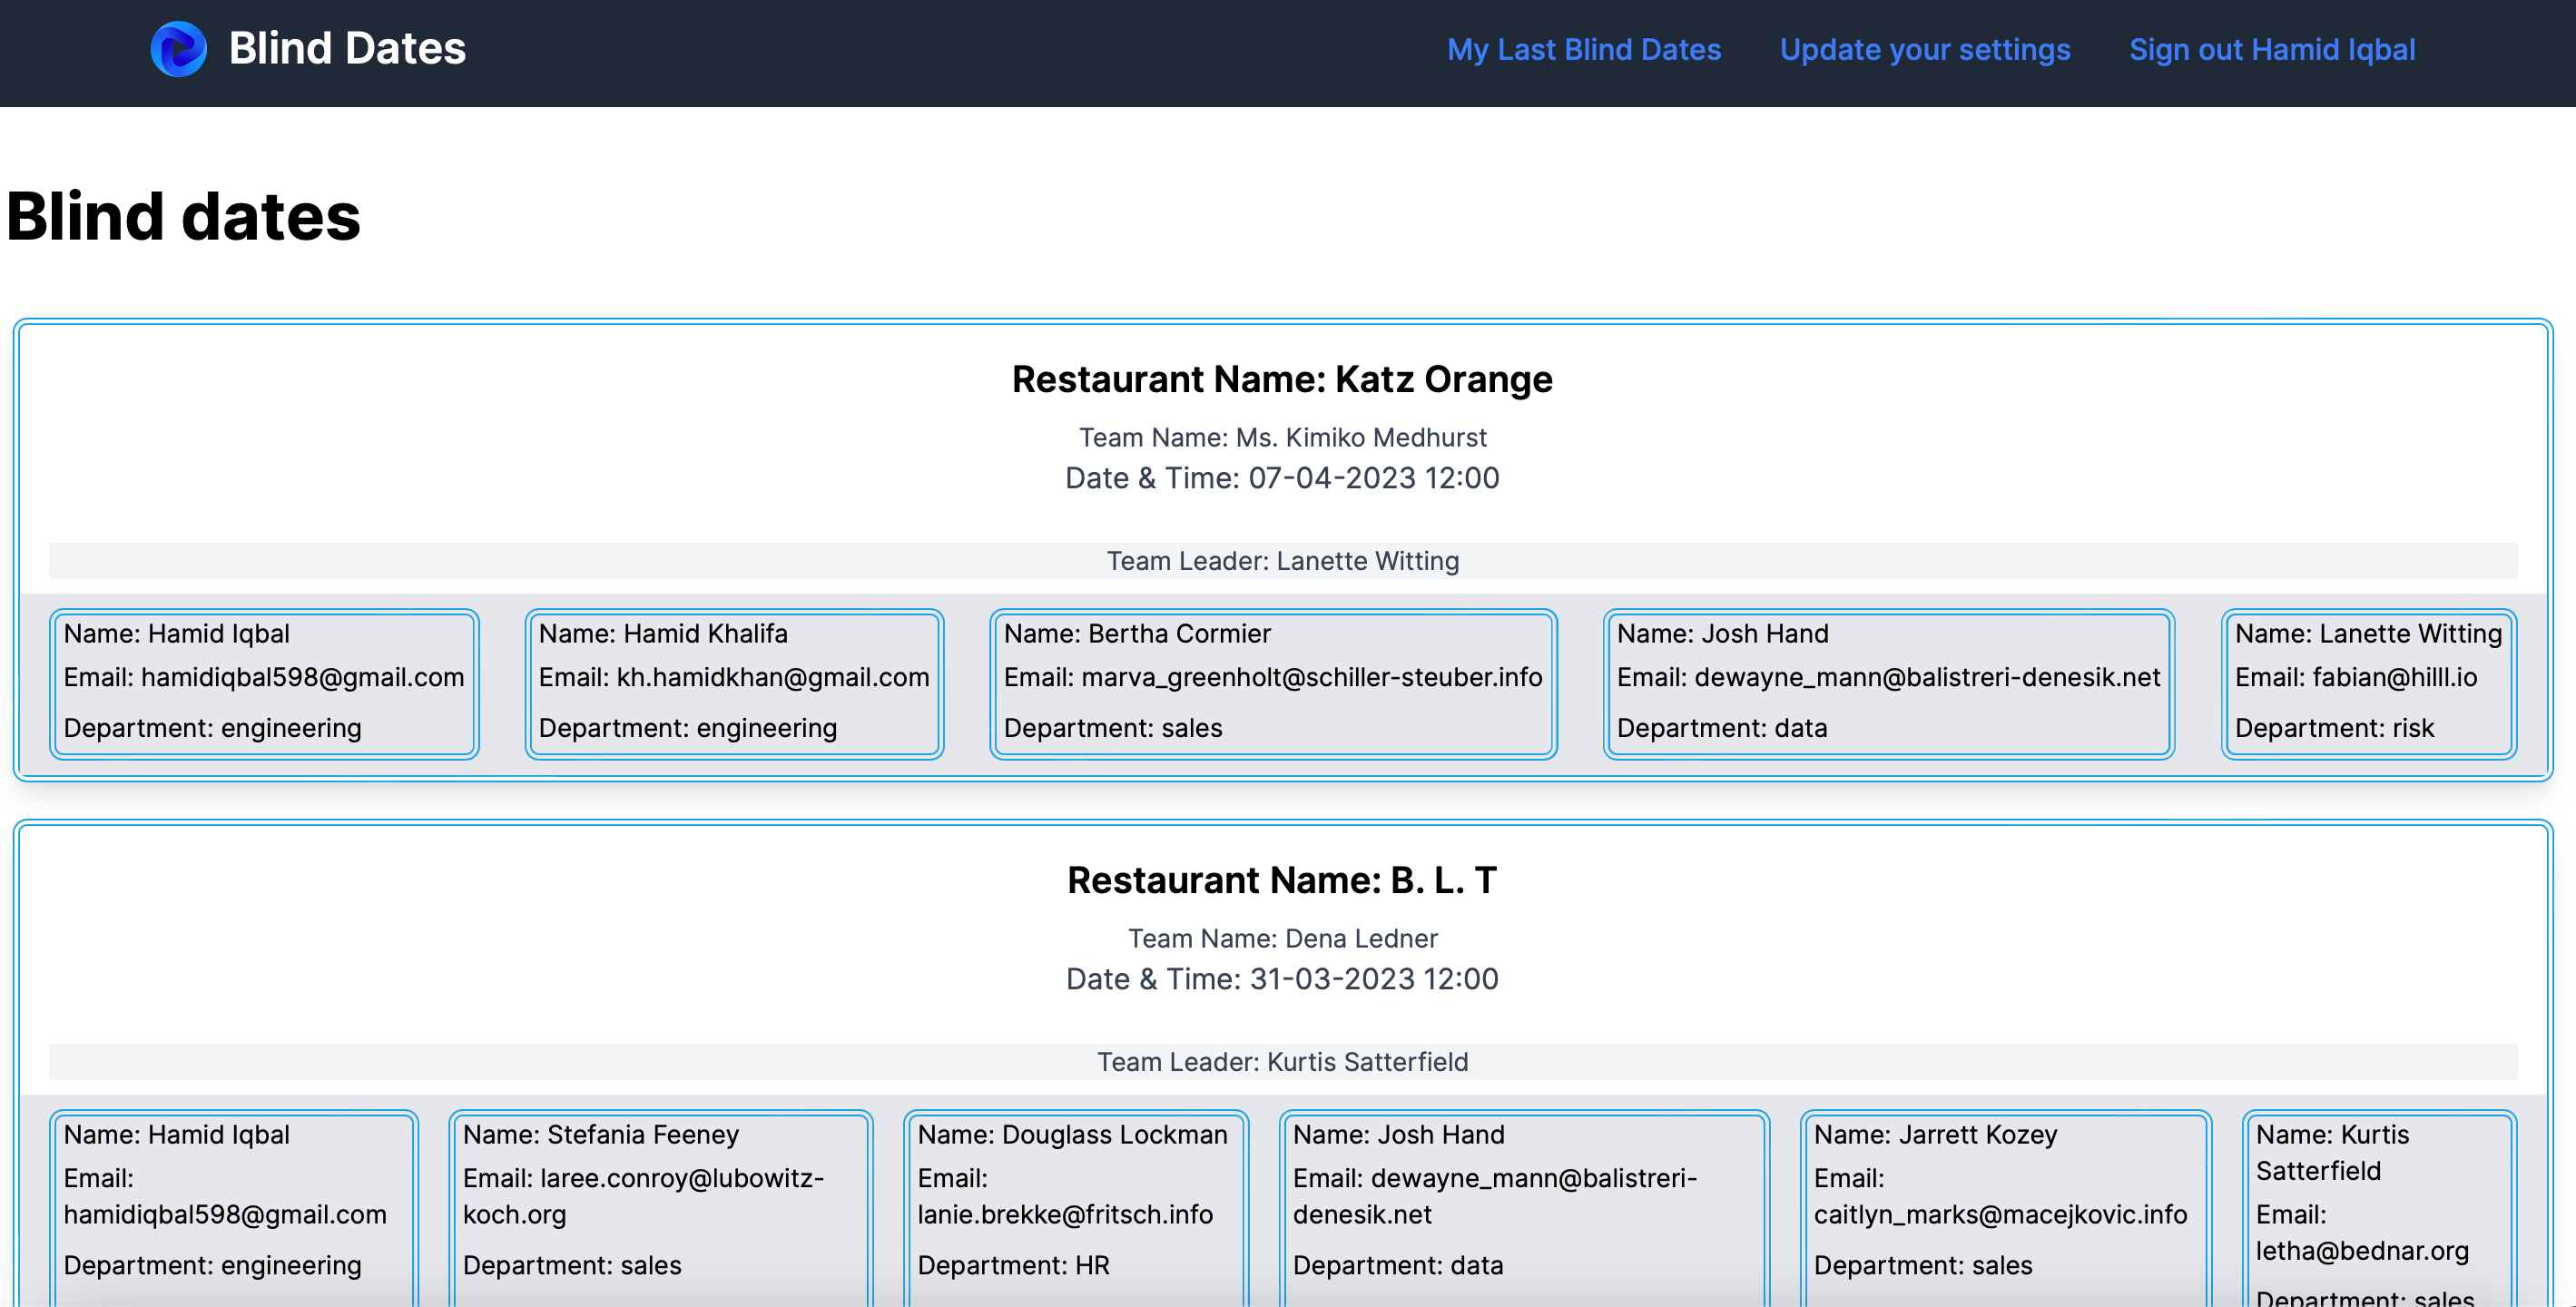 Blind Dates
My Last Blind Dates
Update your settings
Sign out Hamid Iqbal
Blind dates
Restaurant Name: Katz Orange
Team Name: Ms. Kimiko Medhurst
Date & Time: 07-04-2023 12:00
Team Leader: Lanette Witting
Name: Hamid Iqbal
Email: hamidiqbal598@gmail.com
Department: engineering
Name: Hamid Khalifa
Email: kh.hamidkhan@gmail.com
Department: engineering
Name: Bertha Cormier
Email: marva_greenholt@schiller-steuber.info
Department: sales
Name: Josh Hand
Email: dewayne_mann@balistreri-denesik.net
Department: data
Name: Lanette Witting
Email: fabian@hilll.io
Department: risk
Restaurant Name: B. L. T
Team Name: Dena Ledner
Date & Time: 31-03-2023 12:00
Team Leader: Kurtis Satterfield
Name: Hamid Iqbal
Email:
hamidiqbal598@gmail.com
Department: engineering
Name: Stefania Feeney
Email: laree.conroy@lubowitz-
koch.org
Department: sales
Name: Douglass Lockman
Email:
lanie.brekke@fritsch.info
Department: HR
Name: Josh Hand
Email: dewayne_mann@balistreri-
denesik.net
Department: data
Name: Jarrett Kozey
Email:
caitlyn_marks@macejkovic.info
Department: sales
Name: Kurtis
Satterfield
Email:
letha@bednar.org
Department: sales